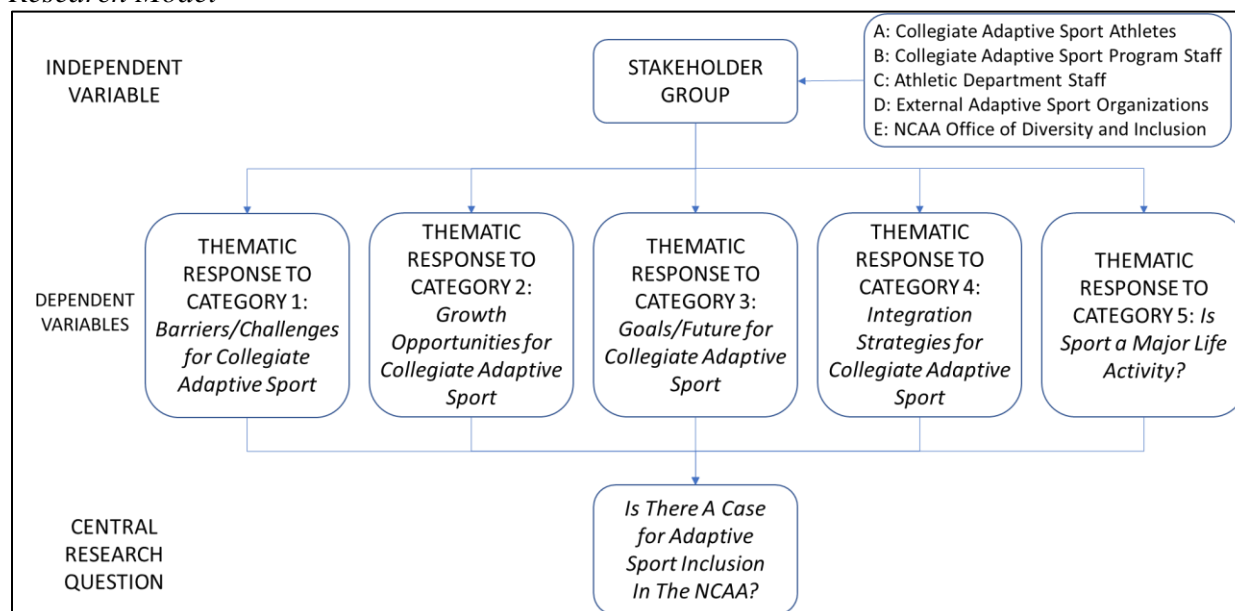 Research Model
INDEPENDENT
VARIABLE
STAKEHOLDER
GROUP
A: Collegiate Adaptive Sport Athletes
B: Collegiate Adaptive Sport Program Staff
C: Athletic Department Staff
D: External Adaptive Sport Organizations
E: NCAA Office of Diversity and Inclusion
DEPENDENT
VARIABLES
THEMATIC
RESPONSE TO
CATEGORY 1:
Barriers/Challenges
for Collegiate
Adaptive Sport
THEMATIC
RESPONSE TO
CATEGORY 2:
Growth
Opportunities for
Collegiate Adaptive
Sport
THEMATIC
RESPONSE TO
CATEGORY 3:
Goals/Future for
Collegiate Adaptive
Sport
THEMATIC
RESPONSE TO
CATEGORY 4:
Integration
Strategies for
Collegiate Adaptive
Sport
THEMATIC
RESPONSE TO
CATEGORY 5: Is
Sport a Major Life
Activity?
CENTRAL
RESEARCH
QUESTION
Is There A Case
for Adaptive
Sport Inclusion
In The NCAA?